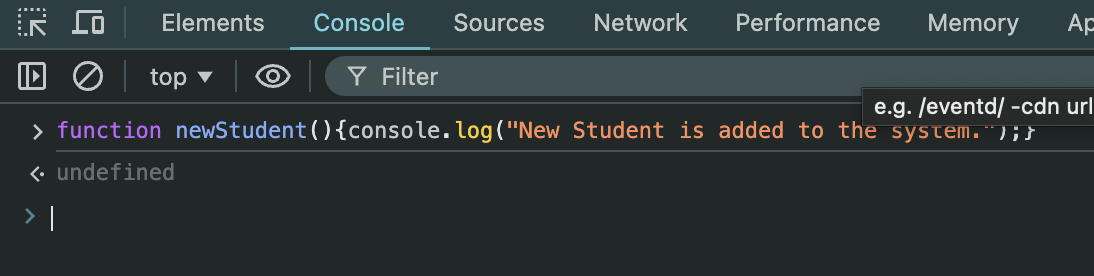 Elements Console Sources Network Performance Memory Ap
top Filter
e.g. /eventd/ -cdn url
function newStudent(){console.log("New Student is added to the system.");}
undefined